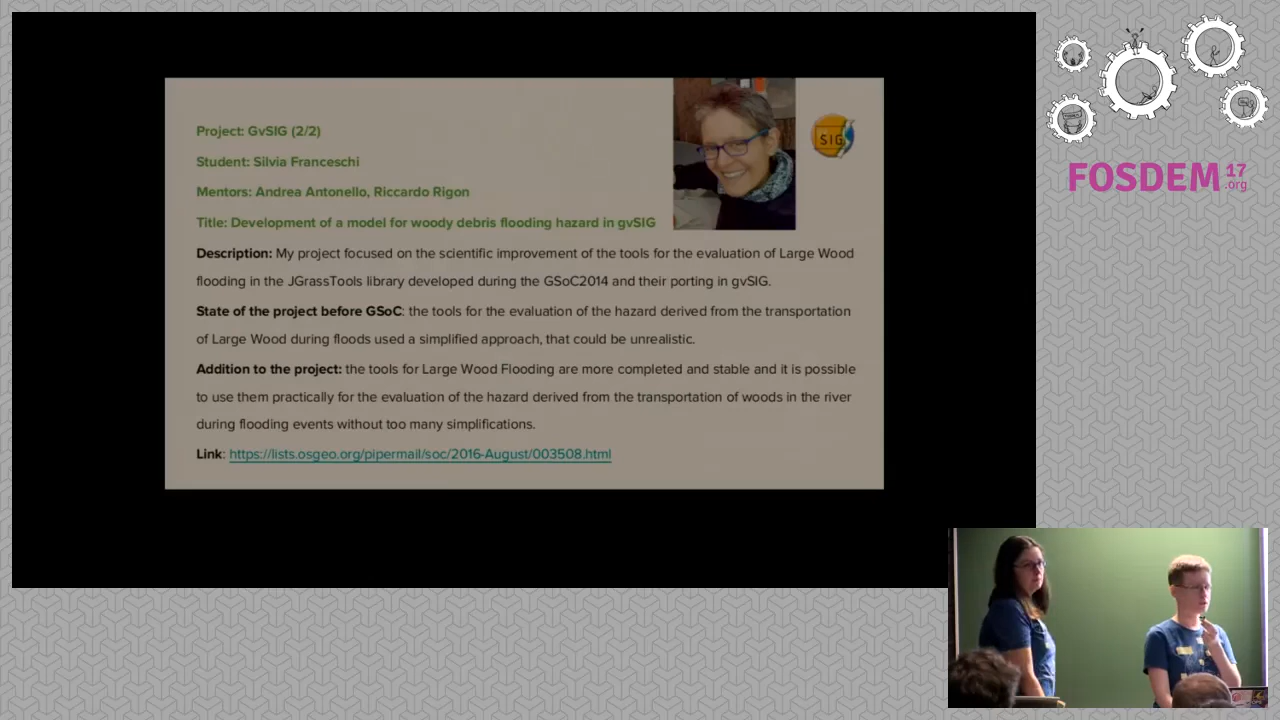 Project: GvSIG (2/2)
Student: Silvia Franceschi
Mentors: Andrea Antonello, Riccardo Rigon
Title: Development of a model for woody debris flooding hazard in gvSIG
Description: My project focused on the scientific improvement of the tools for the evaluation of Large Wood
flooding in the JGrassTools library developed during the GSoC2014 and their porting in gvSIG.
State of the project before GSoC: the tools for the evaluation of the hazard derived from the transportation
of Large Wood during floods used a simplified approach, that could be unrealistic.
Addition to the project: the tools for Large Wood Flooding are more completed and stable and it is possible
to use them practically for the evaluation of the hazard derived from the transportation of woods in the river
during flooding events without too many simplifications.
Link: https://lists.osgeo.org/pipermail/soc/2016-August/003508.html
SIG
FOSDEM 17
.org